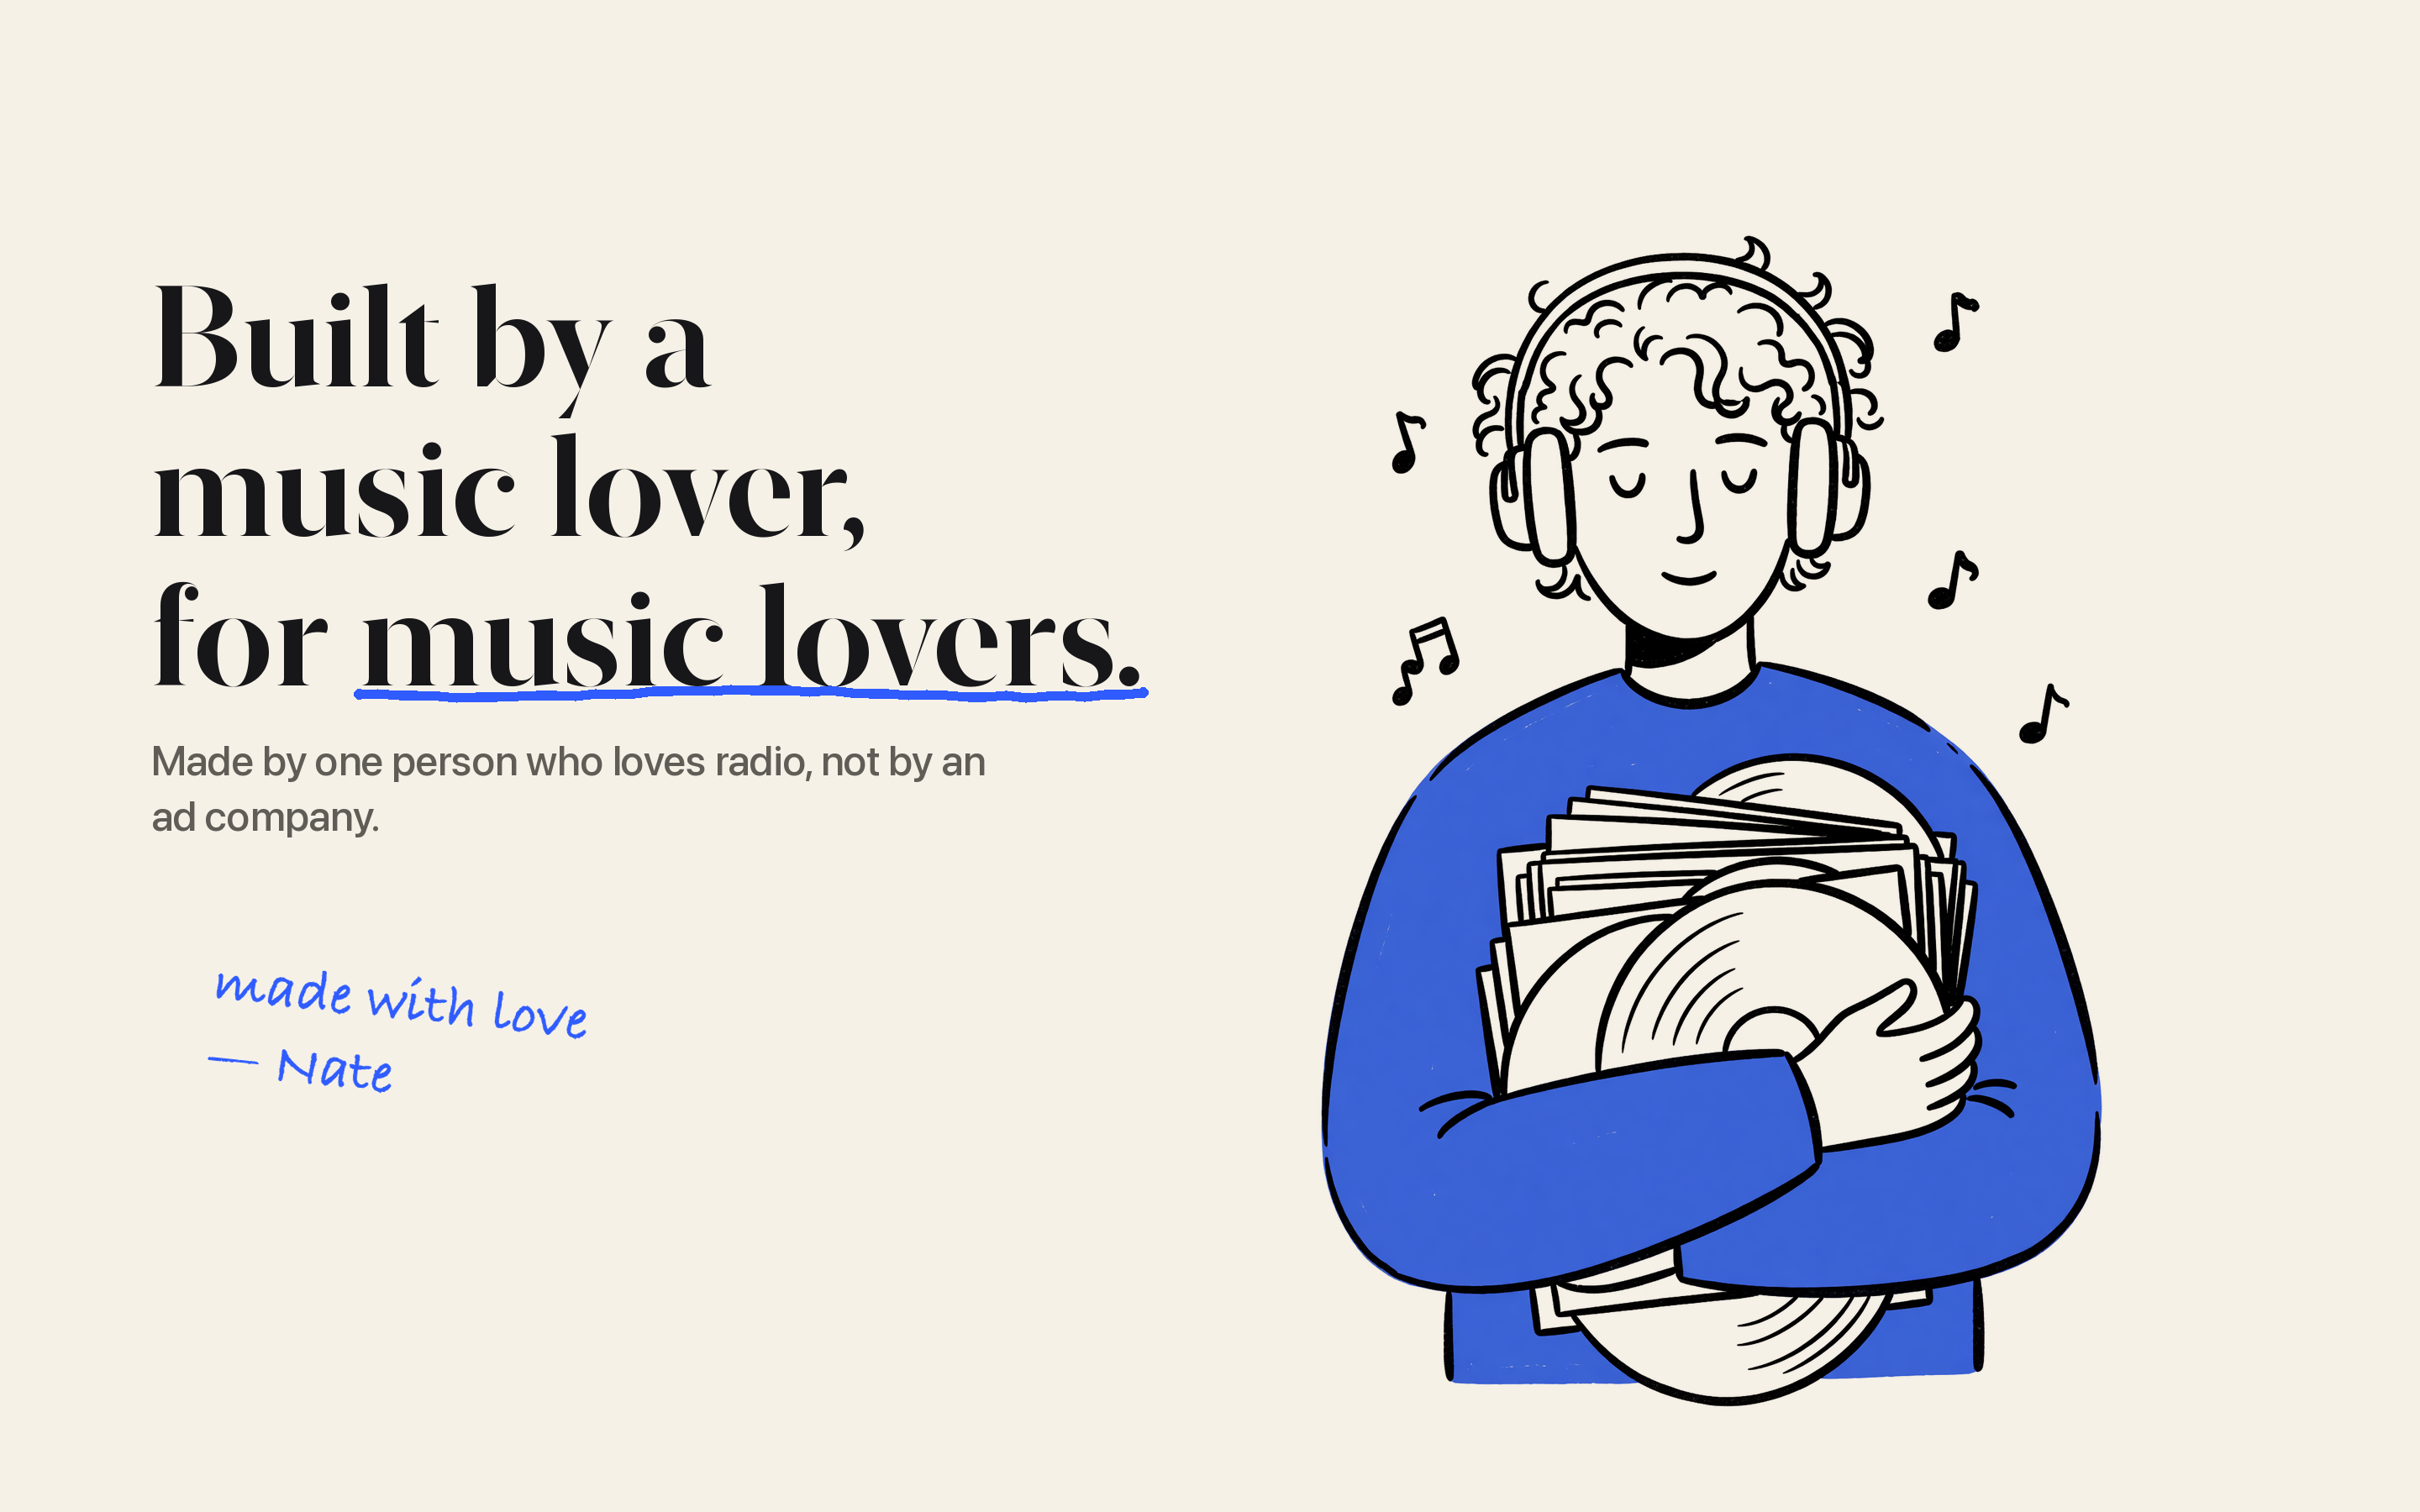 Built by a
music lover,
for music lovers.
Made by one person who loves radio, not by an
ad company.
made with love
— Nate